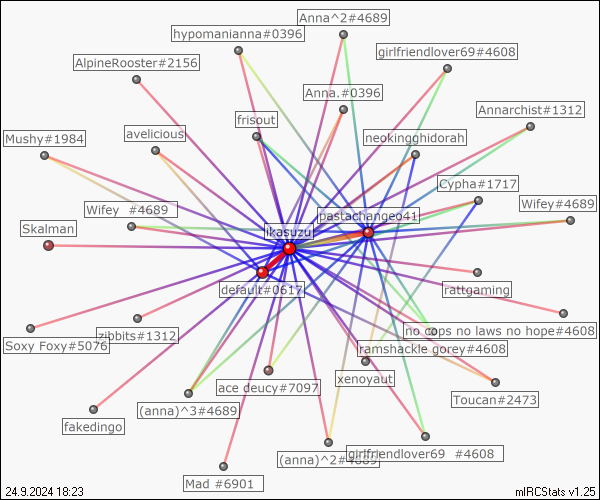 Anna^2#4689
hypomanianna#0396
girlfriendlover69#4608
AlpineRooster#2156
Anna.#0396
Annarchist#1312
frisout
avelicious
Mushy#1984
neokingghidorah
Cypha#1717
Wifey#4689
Wifey  #4689
pastachangeo41
Skalman
ikasuzu
default#0617
rattgaming
zibbits#1312
no cops no laws no hope#4608
Soxy Foxy#5076
ramshackle gorey#4608
ace deucy#7097
xenoyaut
Toucan#2473
(anna)^3#4689
fakedingo
(anna)^2#4689
girlfriendlover69  #4608
Mad #6901
24.9.2024 18:23
mIRCStats v1.25